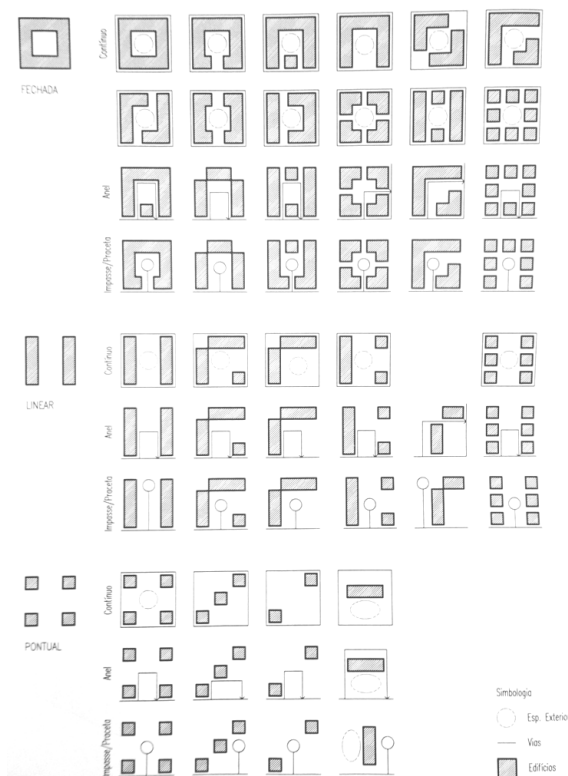 Contínuo
FECHADA
Anel
Impasse/Praceta
Contínuo
LINEAR
Anel
Impasse/Praceta
Contínuo
PONTUAL
Anel
Impasse/Praceta
Simbologia
Esp. Exterio
Vias
Edifícios